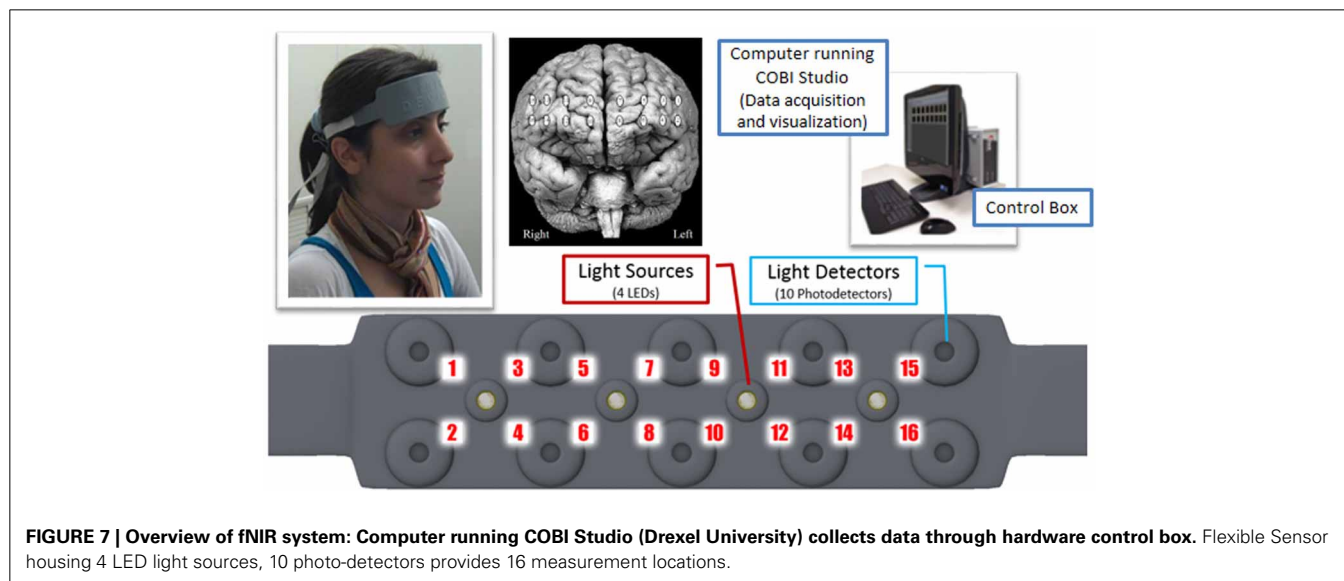 Computer running
COBI Studio
(Data acquisition
and visualization)
Control Box
Right
Left
Light Sources
(4 LEDs)
Light Detectors
(10 Photodetectors)
1
3
5
7
9
11
13
15
2
4
6
8
10
12
14
16
FIGURE 7 | Overview of fNIR system: Computer running COBI Studio (Drexel University) collects data through hardware control box. Flexible Sensor
housing 4 LED light sources, 10 photo-detectors provides 16 measurement locations.